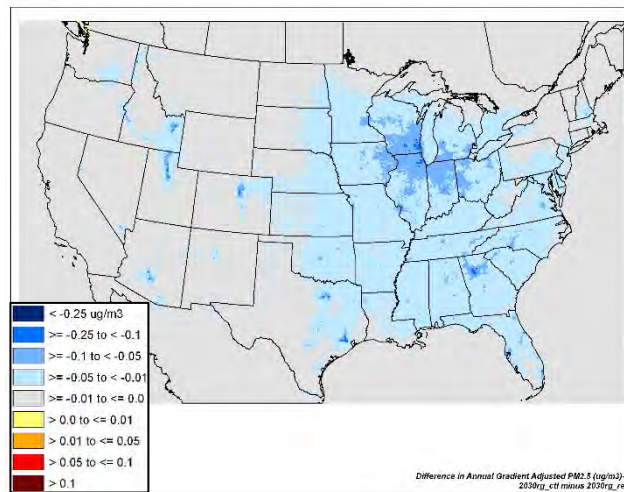 < -0.25 ug/m3
>= -0.25 to < -0.1
>= -0.1 to < -0.05
>= -0.05 to < -0.01
>= -0.01 to <= 0.0
> 0.0 to <= 0.01
> 0.01 to <= 0.05
> 0.05 to <= 0.1
> 0.1
Difference in Annual Gradient Adjusted PM2.5 (ug/m3)-
2030rg_ctl minus 2030rg_re